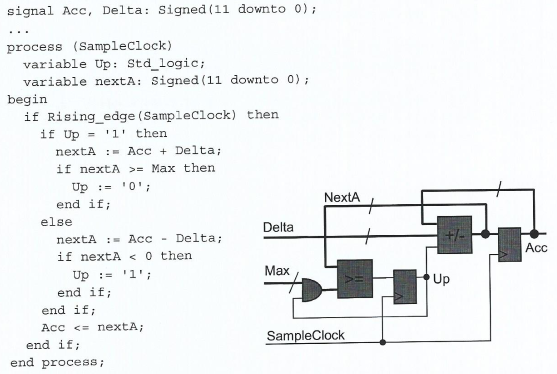 signal Acc, Delta: Signed(11 downto 0);
...
process (SampleClock)
  variable Up: Std_logic;
  variable nextA: Signed(11 downto 0);
begin
  if Rising_edge(SampleClock) then
    if Up = '1' then
      nextA := Acc + Delta;
      if nextA >= Max then
        Up := '0';
      end if;
    else
      nextA := Acc - Delta;
      if nextA < 0 then
        Up := '1';
      end if;
    end if;
    Acc <= nextA;
  end if;
end process;
NextA
Delta
+/-
Acc
Max
>=
Up
SampleClock